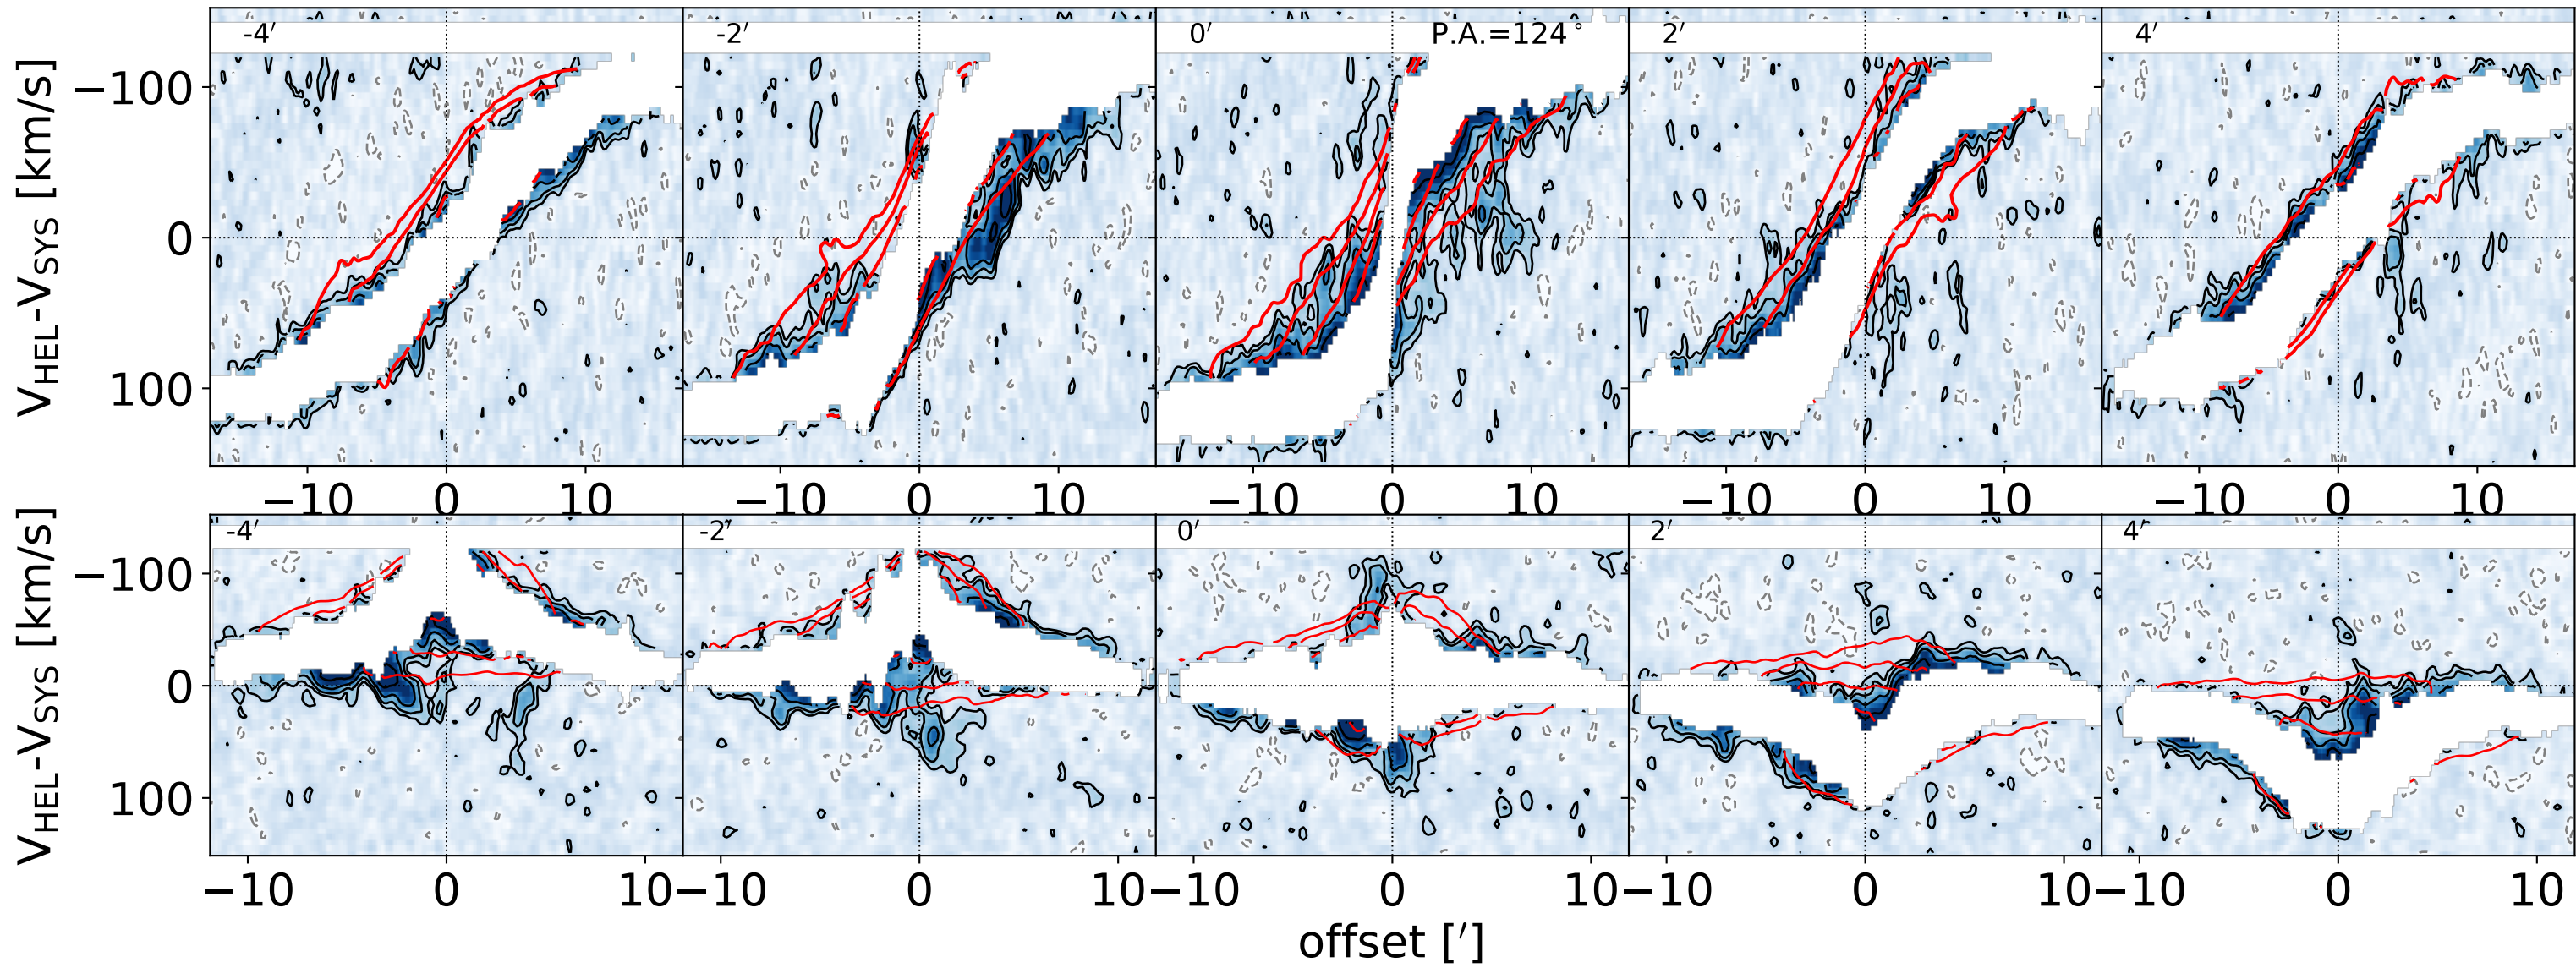 -4′ -2′ 0′ P.A.=124° 2′ 4′
V_HEL-V_SYS [km/s]
−100
0
100
−10 0 10 −10 0 10 −10 0 10 −10 0 10 −10 0 10
-4′ -2′ 0′ 2′ 4′
V_HEL-V_SYS [km/s]
−100
0
100
−10 0 10 −10 0 10 −10 0 10 −10 0 10 −10 0 10
offset [′]